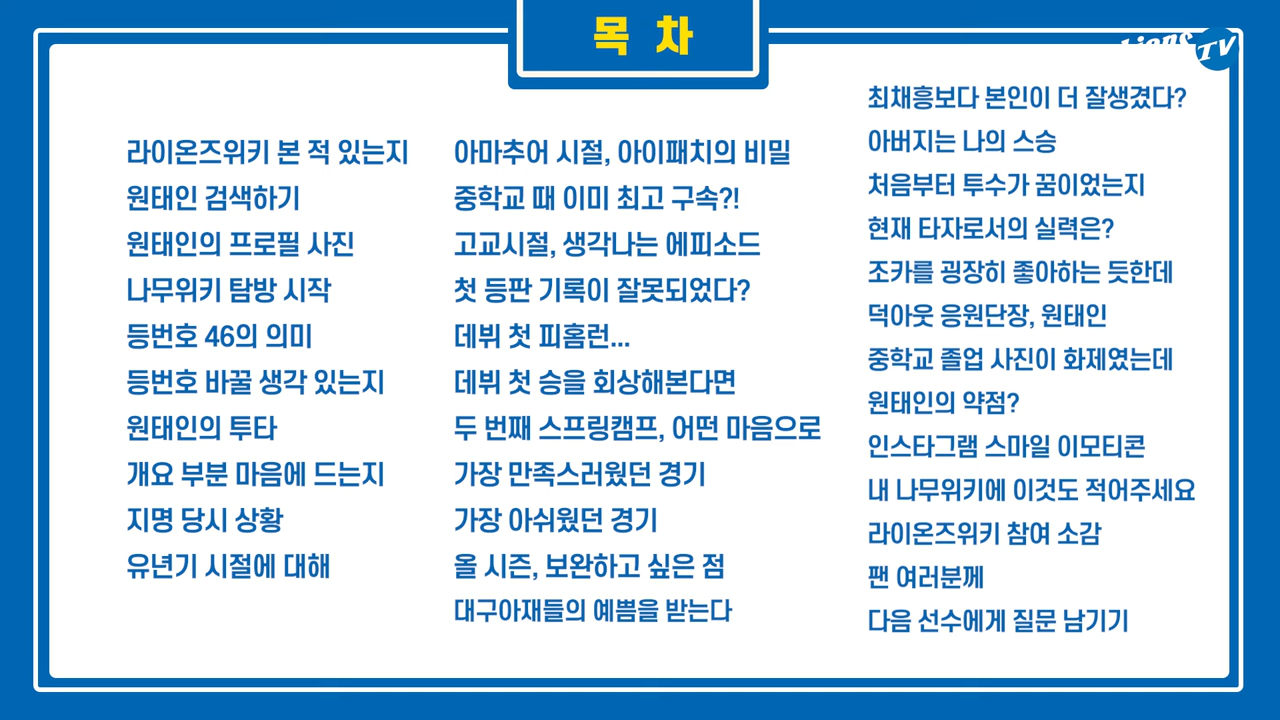 목 차
Lions TV
라이온즈위키 본 적 있는지
원태인 검색하기
원태인의 프로필 사진
나무위키 탐방 시작
등번호 46의 의미
등번호 바꿀 생각 있는지
원태인의 투타
개요 부분 마음에 드는지
지명 당시 상황
유년기 시절에 대해
아마추어 시절, 아이패치의 비밀
중학교 때 이미 최고 구속?!
고교시절, 생각나는 에피소드
첫 등판 기록이 잘못되었다?
데뷔 첫 피홈런...
데뷔 첫 승을 회상해본다면
두 번째 스프링캠프, 어떤 마음으로
가장 만족스러웠던 경기
가장 아쉬웠던 경기
올 시즌, 보완하고 싶은 점
대구아재들의 예쁨을 받는다
최채흥보다 본인이 더 잘생겼다?
아버지는 나의 스승
처음부터 투수가 꿈이었는지
현재 타자로서의 실력은?
조카를 굉장히 좋아하는 듯한데
덕아웃 응원단장, 원태인
중학교 졸업 사진이 화제였는데
원태인의 약점?
인스타그램 스마일 이모티콘
내 나무위키에 이것도 적어주세요
라이온즈위키 참여 소감
팬 여러분께
다음 선수에게 질문 남기기